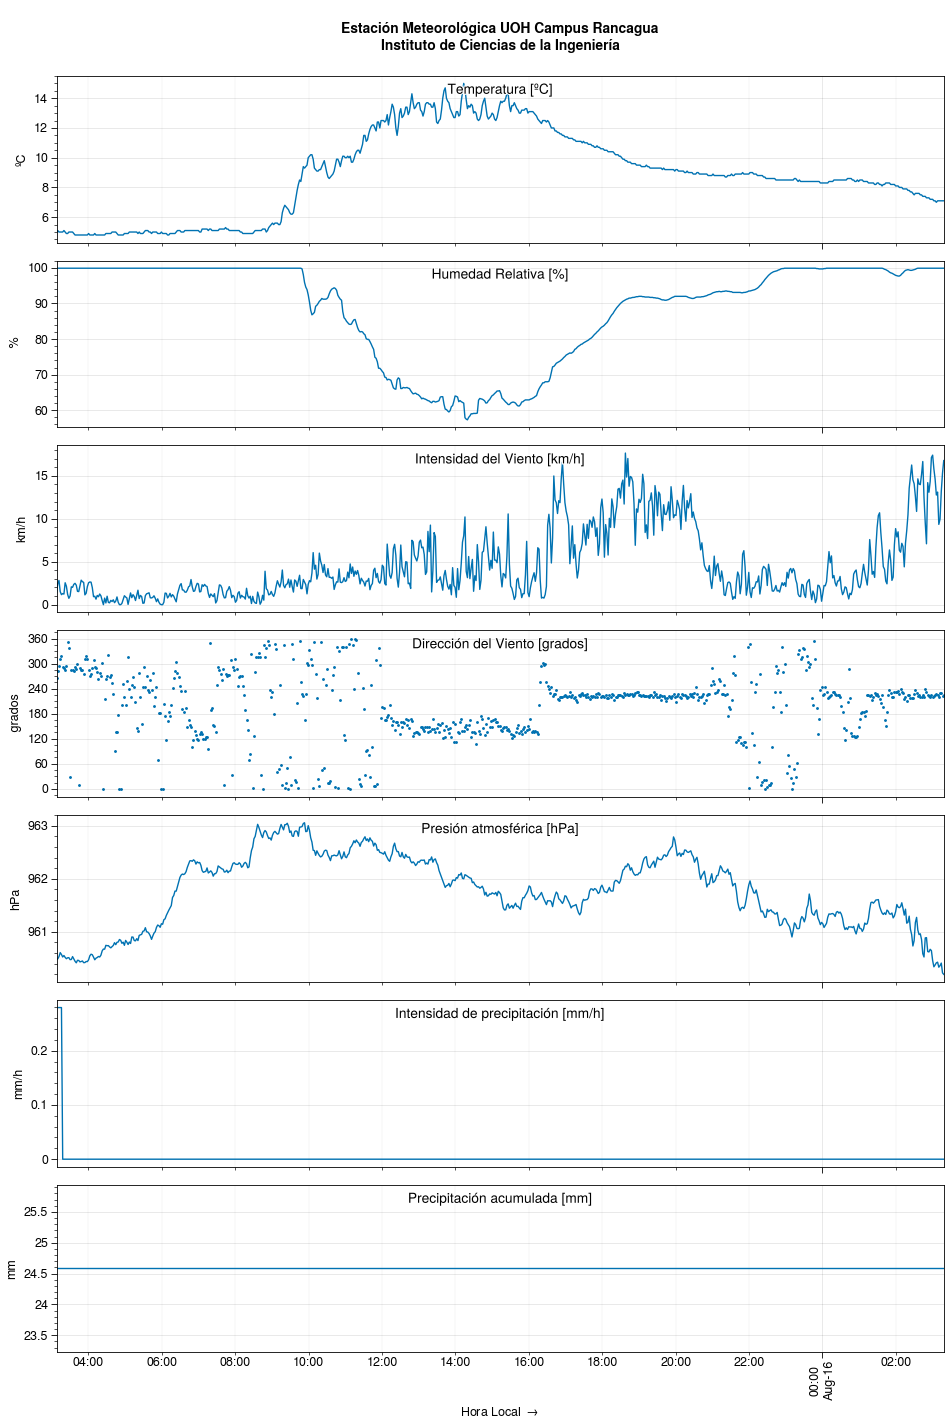 Estación Meteorológica UOH Campus Rancagua
Instituto de Ciencias de la Ingeniería
Temperatura [ºC]
ºC
14
12
10
8
6
Humedad Relativa [%]
%
100
90
80
70
60
Intensidad del Viento [km/h]
km/h
15
10
5
0
Dirección del Viento [grados]
grados
360
300
240
180
120
60
0
Presión atmosférica [hPa]
hPa
963
962
961
Intensidad de precipitación [mm/h]
mm/h
0.2
0.1
0
Precipitación acumulada [mm]
mm
25.5
25
24.5
24
23.5
04:00 06:00 08:00 10:00 12:00 14:00 16:00 18:00 20:00 22:00 00:00 02:00
Aug-16
Hora Local →